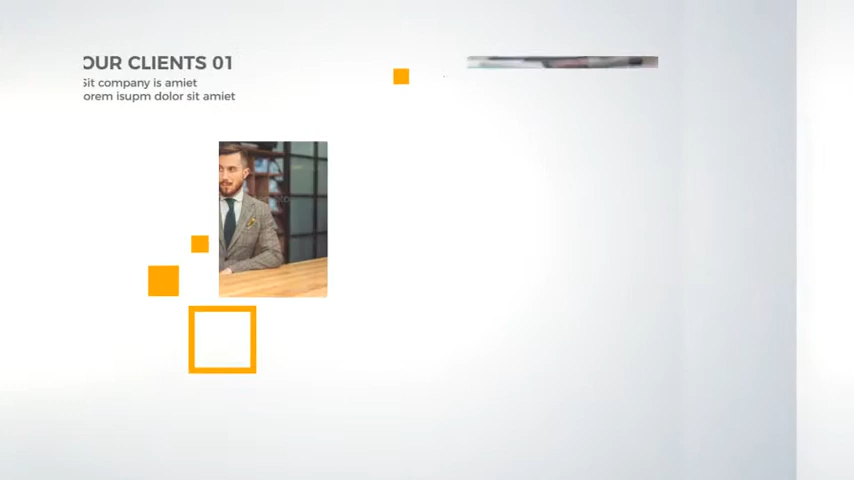 OUR CLIENTS 01
Sit company is amiet
orem isupm dolor sit amiet